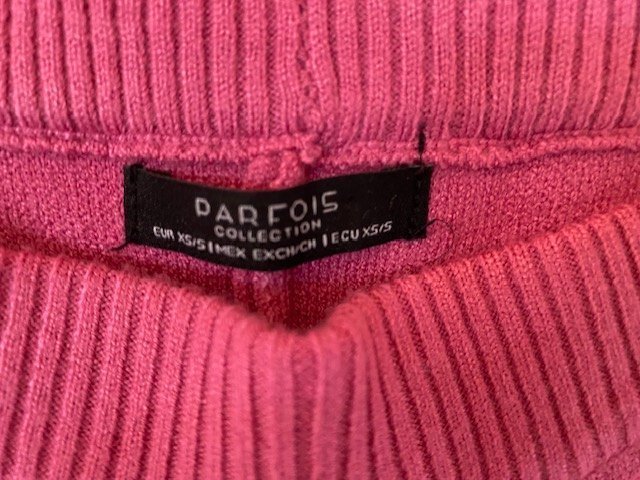 PARFOIS
COLLECTION
EUR XS/S | MEX EXCH/CH | ECU XS/S